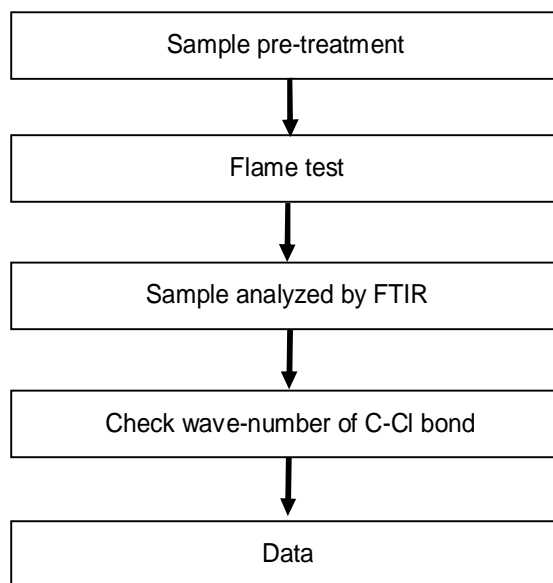 Sample pre-treatment
Flame test
Sample analyzed by FTIR
Check wave-number of C-Cl bond
Data